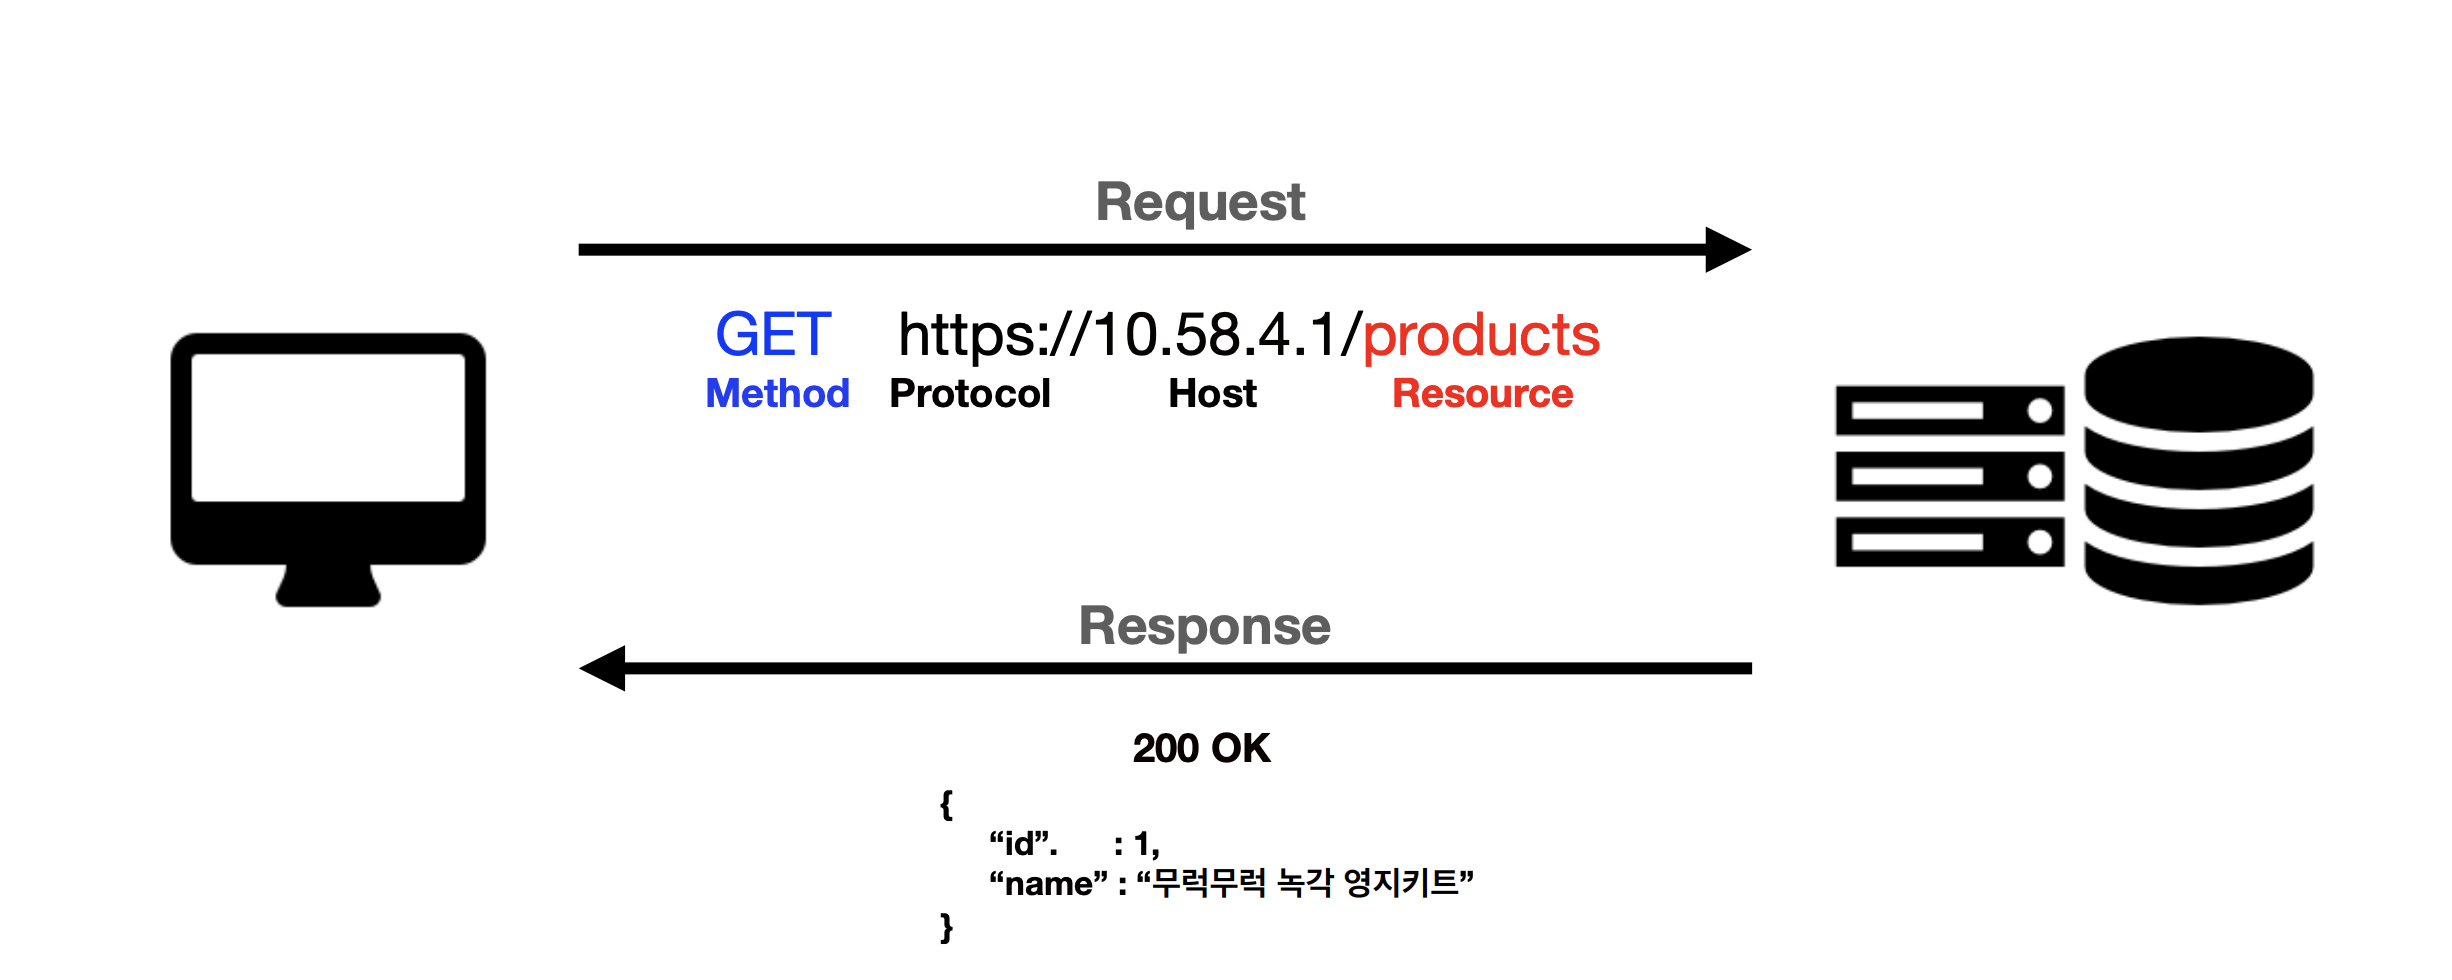 Request
GET https://10.58.4.1/products
Method Protocol Host Resource
Response
200 OK
{
“id”. : 1,
“name” : “무럭무럭 녹각 영지키트”
}